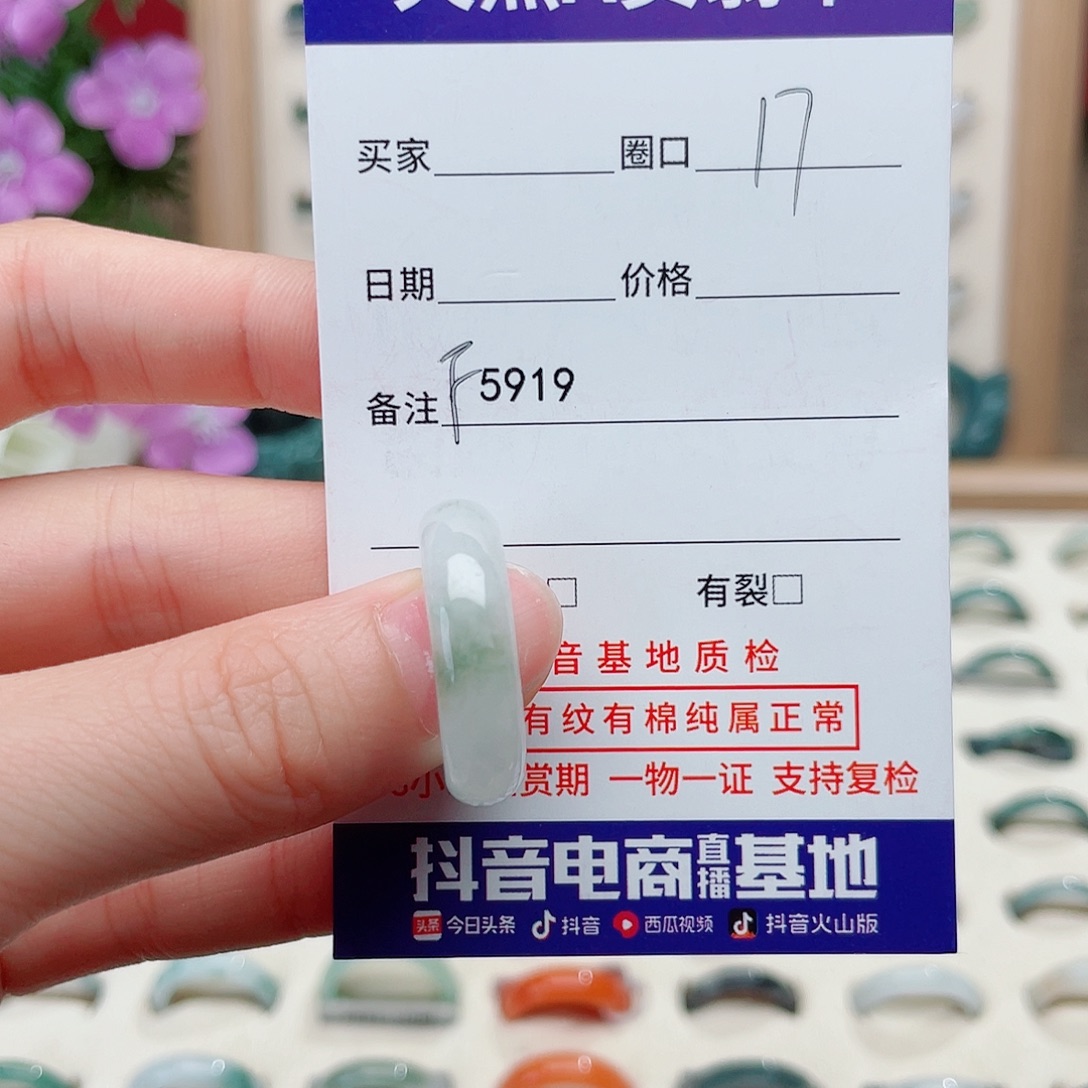 买家 圈口 17
日期 价格
备注 F5919
□ 有裂□
音基地质检
有纹有棉纯属正常
赏期 一物一证 支持复检
抖音电商直播基地
头条 今日头条 抖音 西瓜视频 抖音火山版